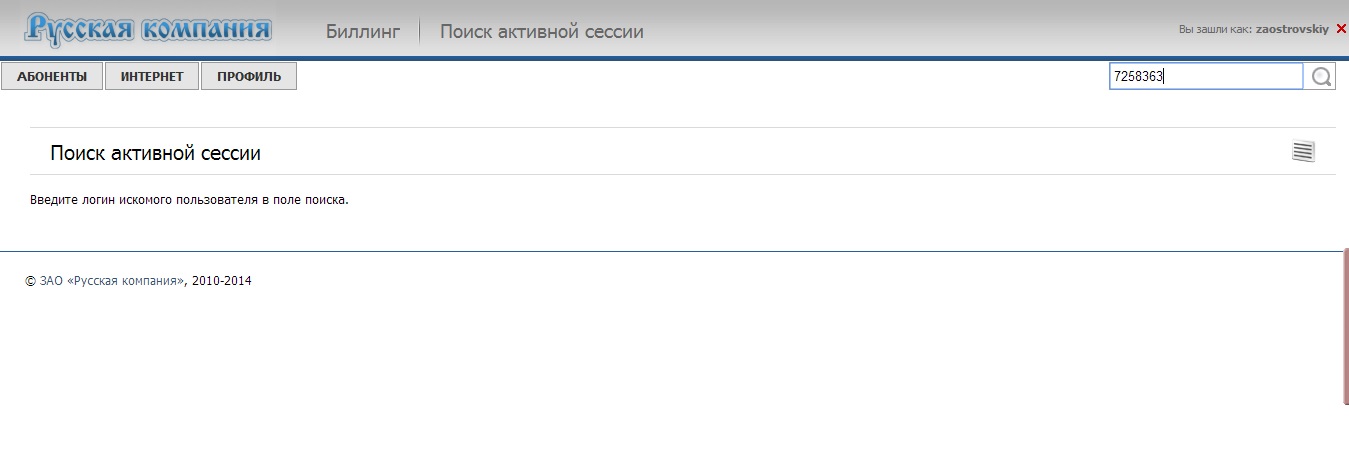 Русская компания
Биллинг
Поиск активной сессии
Вы зашли как: zaostrovskiy
АБОНЕНТЫ
ИНТЕРНЕТ
ПРОФИЛЬ
7258363
Поиск активной сессии
Введите логин искомого пользователя в поле поиска.
© ЗАО «Русская компания», 2010-2014